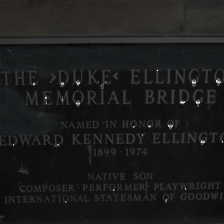 THE ›DUKE‹ ELLINGTO
MEMORIAL BRIDGE
NAMED IN HONOR OF
EDWARD KENNEDY ELLINGTO
1899-1974
NATIVE SON
COMPOSER PERFORMER PLAYWRIGHT
INTERNATIONAL STATESMAN OF GOODWI